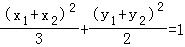 (x₁+x₂)²/3 + (y₁+y₂)²/2 =1